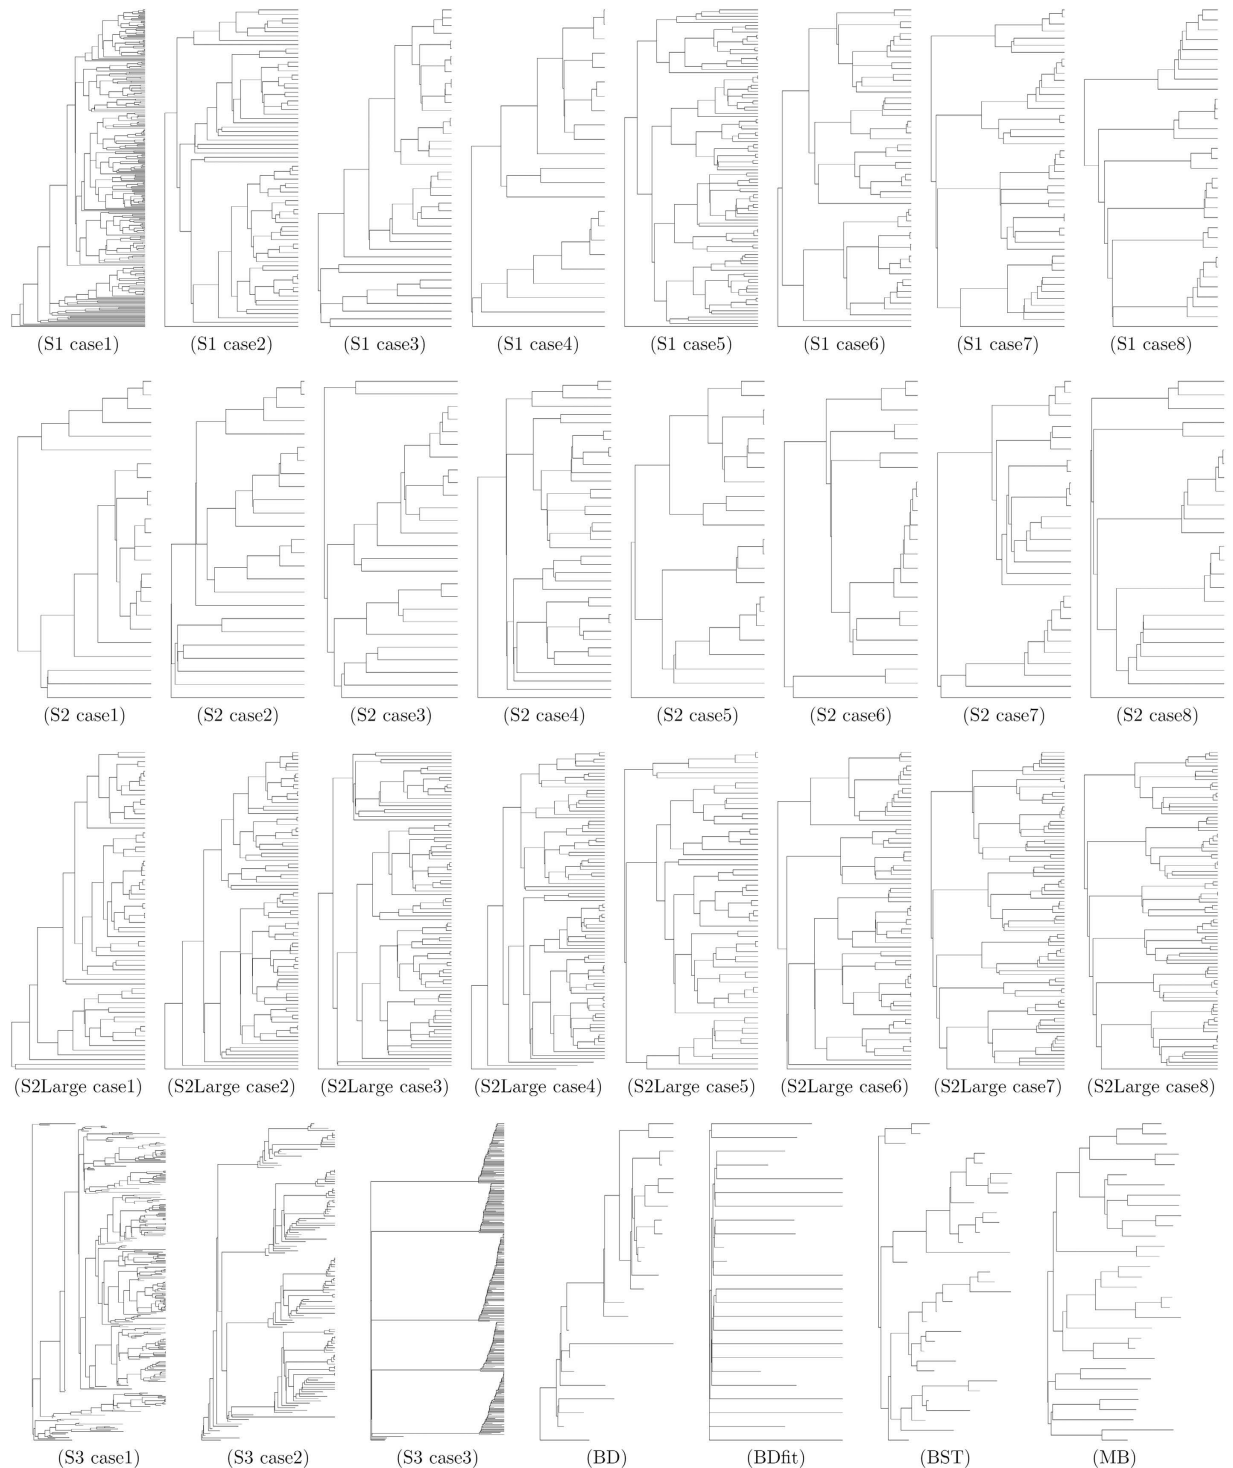 (S1 case1) (S1 case2) (S1 case3) (S1 case4) (S1 case5) (S1 case6) (S1 case7) (S1 case8)
(S2 case1) (S2 case2) (S2 case3) (S2 case4) (S2 case5) (S2 case6) (S2 case7) (S2 case8)
(S2Large case1) (S2Large case2) (S2Large case3) (S2Large case4) (S2Large case5) (S2Large case6) (S2Large case7) (S2Large case8)
(S3 case1) (S3 case2) (S3 case3) (BD) (BDfit) (BST) (MB)